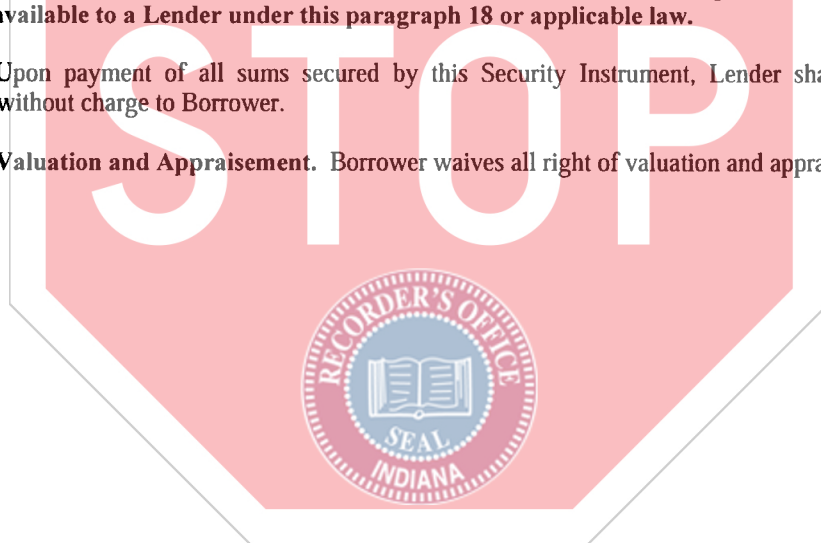 available to a Lender under this paragraph 18 or applicable law.
Upon payment of all sums secured by this Security Instrument, Lender sha
without charge to Borrower.
Valuation and Appraisement. Borrower waives all right of valuation and appra
STOP
RECORDER'S OFFICE
SEAL
INDIANA